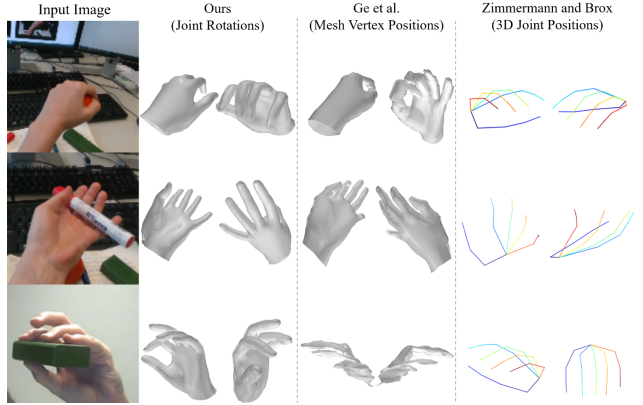 Input Image
Ours
(Joint Rotations)
Ge et al.
(Mesh Vertex Positions)
Zimmermann and Brox
(3D Joint Positions)